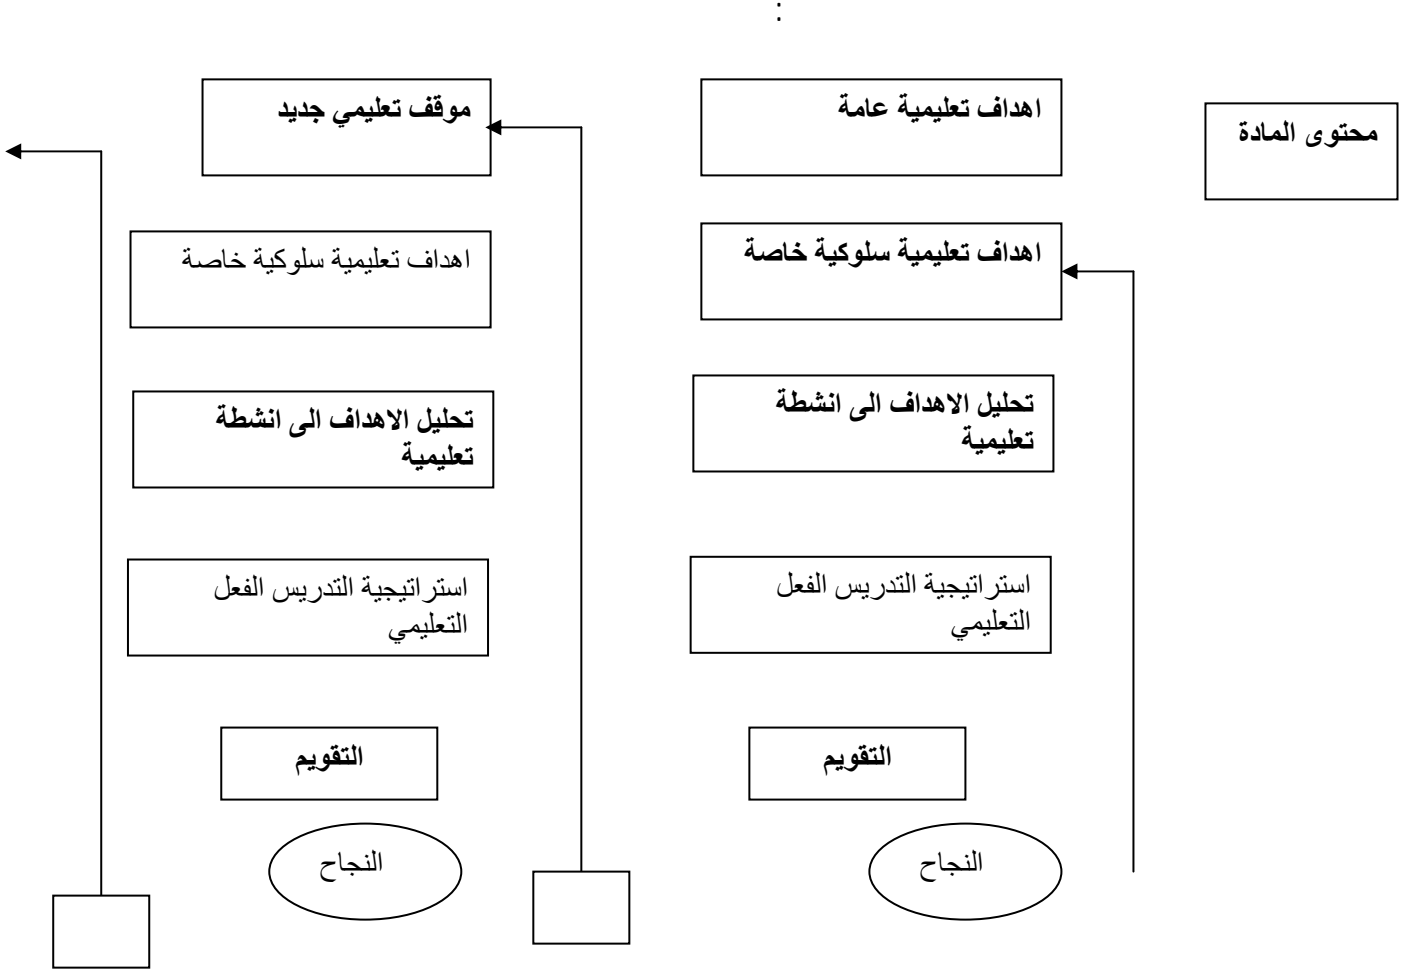 :
محتوى المادة
اهداف تعليمية عامة
اهداف تعليمية سلوكية خاصة
تحليل الاهداف الى انشطة
تعليمية
استراتيجية التدريس الفعل
التعليمي
التقويم
النجاح
موقف تعليمي جديد
اهداف تعليمية سلوكية خاصة
تحليل الاهداف الى انشطة
تعليمية
استراتيجية التدريس الفعل
التعليمي
التقويم
النجاح